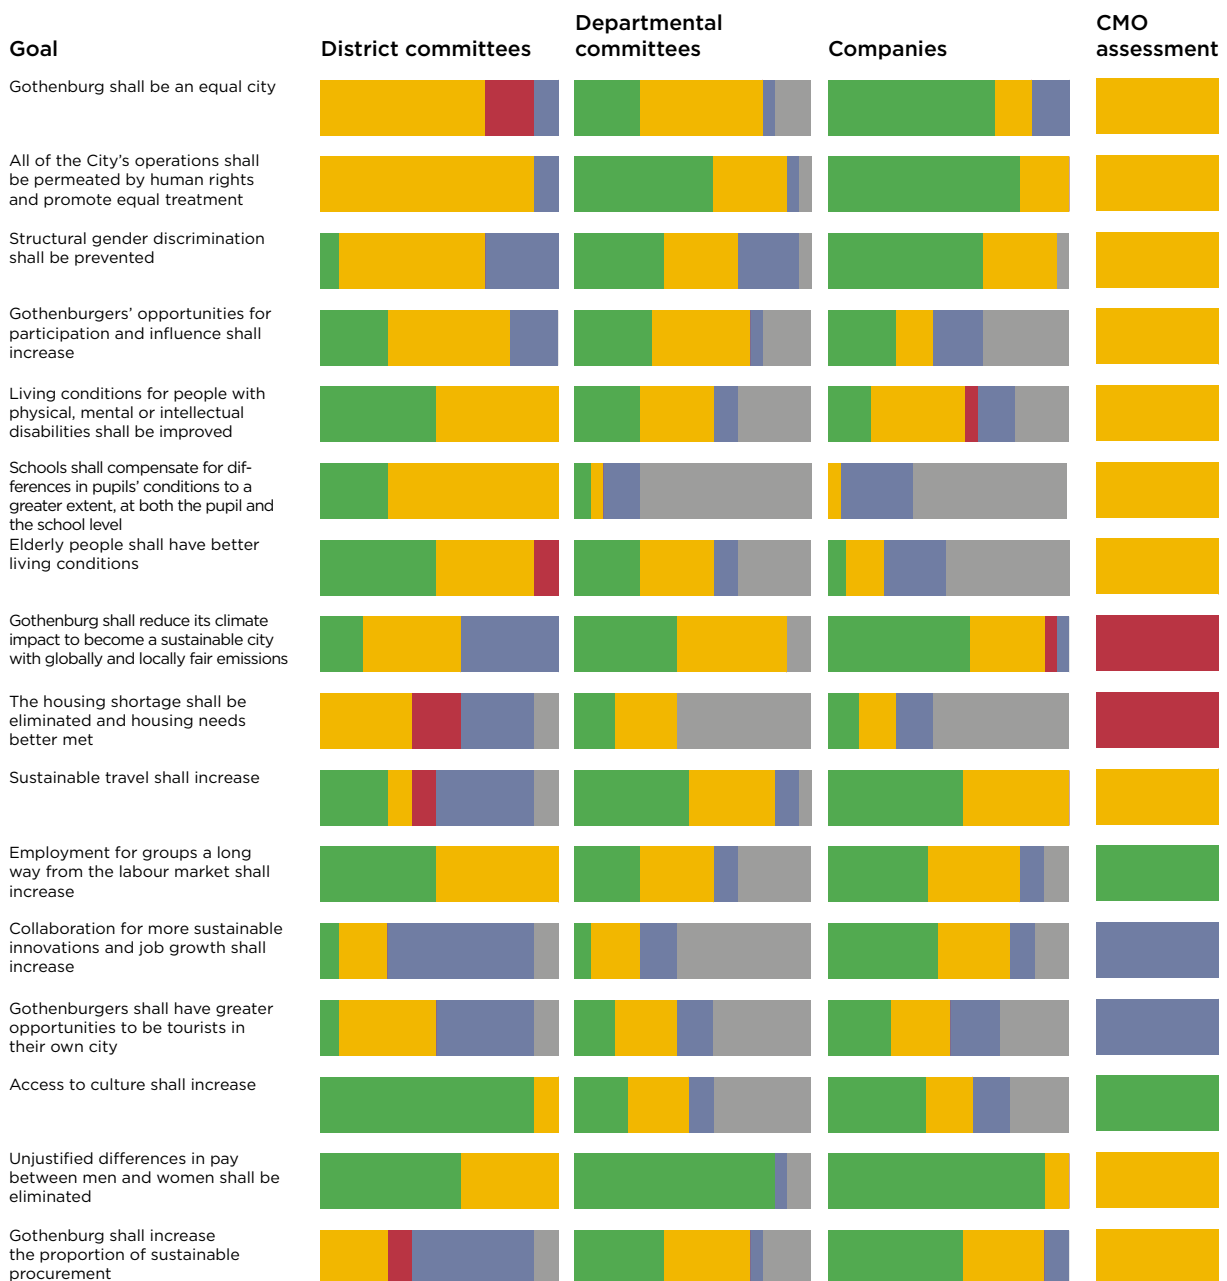 Goal
District committees
Departmental
committees
Companies
CMO
assessment
Gothenburg shall be an equal city
All of the City’s operations shall
be permeated by human rights
and promote equal treatment
Structural gender discrimination
shall be prevented
Gothenburgers’ opportunities for
participation and influence shall
increase
Living conditions for people with
physical, mental or intellectual
disabilities shall be improved
Schools shall compensate for dif-
ferences in pupils’ conditions to a
greater extent, at both the pupil and
the school level
Elderly people shall have better
living conditions
Gothenburg shall reduce its climate
impact to become a sustainable city
with globally and locally fair emissions
The housing shortage shall be
eliminated and housing needs
better met
Sustainable travel shall increase
Employment for groups a long
way from the labour market shall
increase
Collaboration for more sustainable
innovations and job growth shall
increase
Gothenburgers shall have greater
opportunities to be tourists in
their own city
Access to culture shall increase
Unjustified differences in pay
between men and women shall be
eliminated
Gothenburg shall increase
the proportion of sustainable
procurement